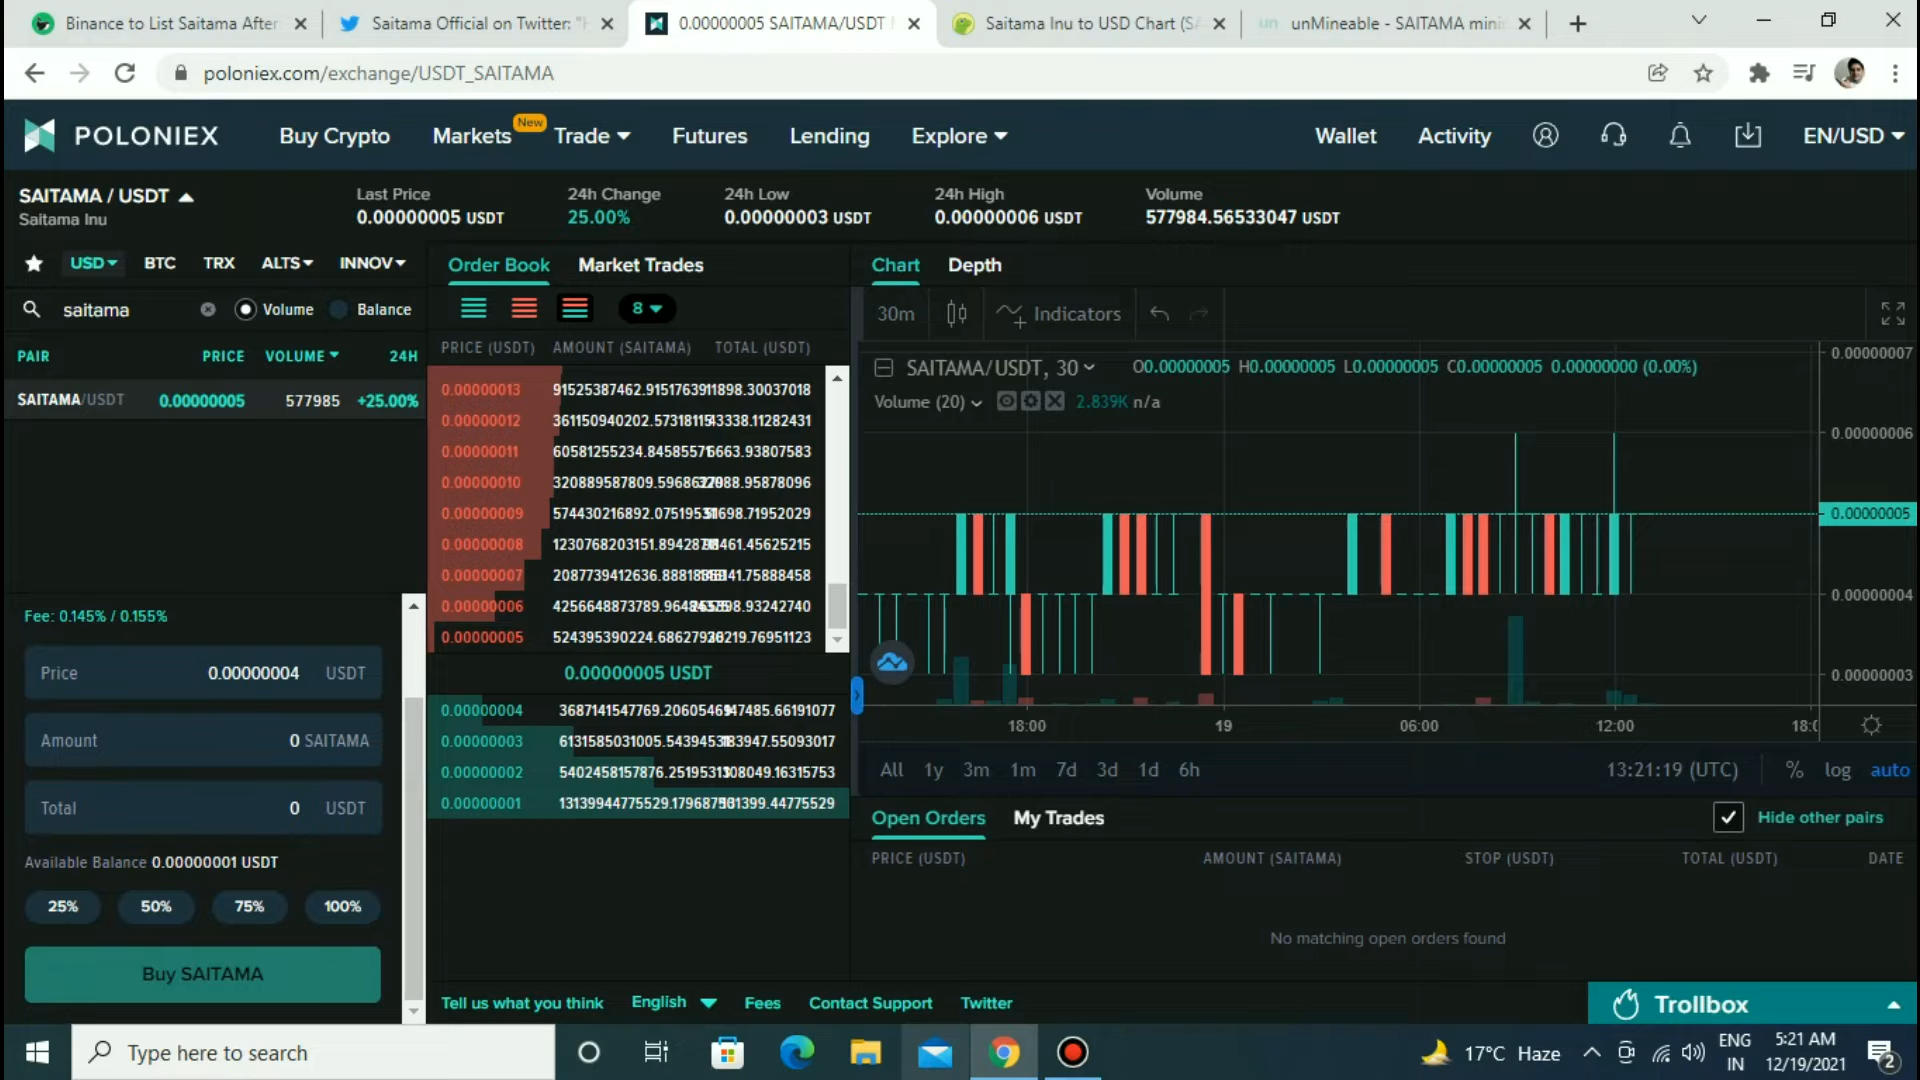 Binance to List Saitama After
Saitama Official on Twitter: "H
0.00000005 SAITAMA/USDT
Saitama Inu to USD Chart (SA
unMineable - SAITAMA mini
poloniex.com/exchange/USDT_SAITAMA
POLONIEX
Buy Crypto
Markets
New
Trade
Futures
Lending
Explore
Wallet
Activity
EN/USD
SAITAMA / USDT
Saitama Inu
Last Price
0.00000005 USDT
24h Change
25.00%
24h Low
0.00000003 USDT
24h High
0.00000006 USDT
Volume
577984.56533047 USDT
USD BTC TRX ALTS INNOV
saitama
Volume
Balance
PAIR PRICE VOLUME 24H
SAITAMA/USDT 0.00000005 577985 +25.00%
Fee: 0.145% / 0.155%
Price 0.00000004 USDT
Amount 0 SAITAMA
Total 0 USDT
Available Balance 0.00000001 USDT
25% 50% 75% 100%
Buy SAITAMA
Order Book
Market Trades
8
PRICE (USDT) AMOUNT (SAITAMA) TOTAL (USDT)
0.00000013
0.00000012
0.00000011
0.00000010
0.00000009
0.00000008
0.00000007
0.00000006
0.00000005
0.00000005 USDT
0.00000004
0.00000003
0.00000002
0.00000001
Chart
Depth
30m
Indicators
SAITAMA/USDT, 30
O0.00000005 H0.00000005 L0.00000005 C0.00000005 0.00000000 (0.00%)
Volume (20)
2.839K n/a
0.00000007
0.00000006
0.00000005
0.00000004
0.00000003
18:00 19 06:00 12:00
All 1y 3m 1m 7d 3d 1d 6h
13:21:19 (UTC)
% log auto
Open Orders
My Trades
Hide other pairs
PRICE (USDT) AMOUNT (SAITAMA) STOP (USDT) TOTAL (USDT) DATE
No matching open orders found
Tell us what you think
English
Fees
Contact Support
Twitter
Trollbox
Type here to search
17°C Haze
ENG
IN
5:21 AM
12/19/2021
2